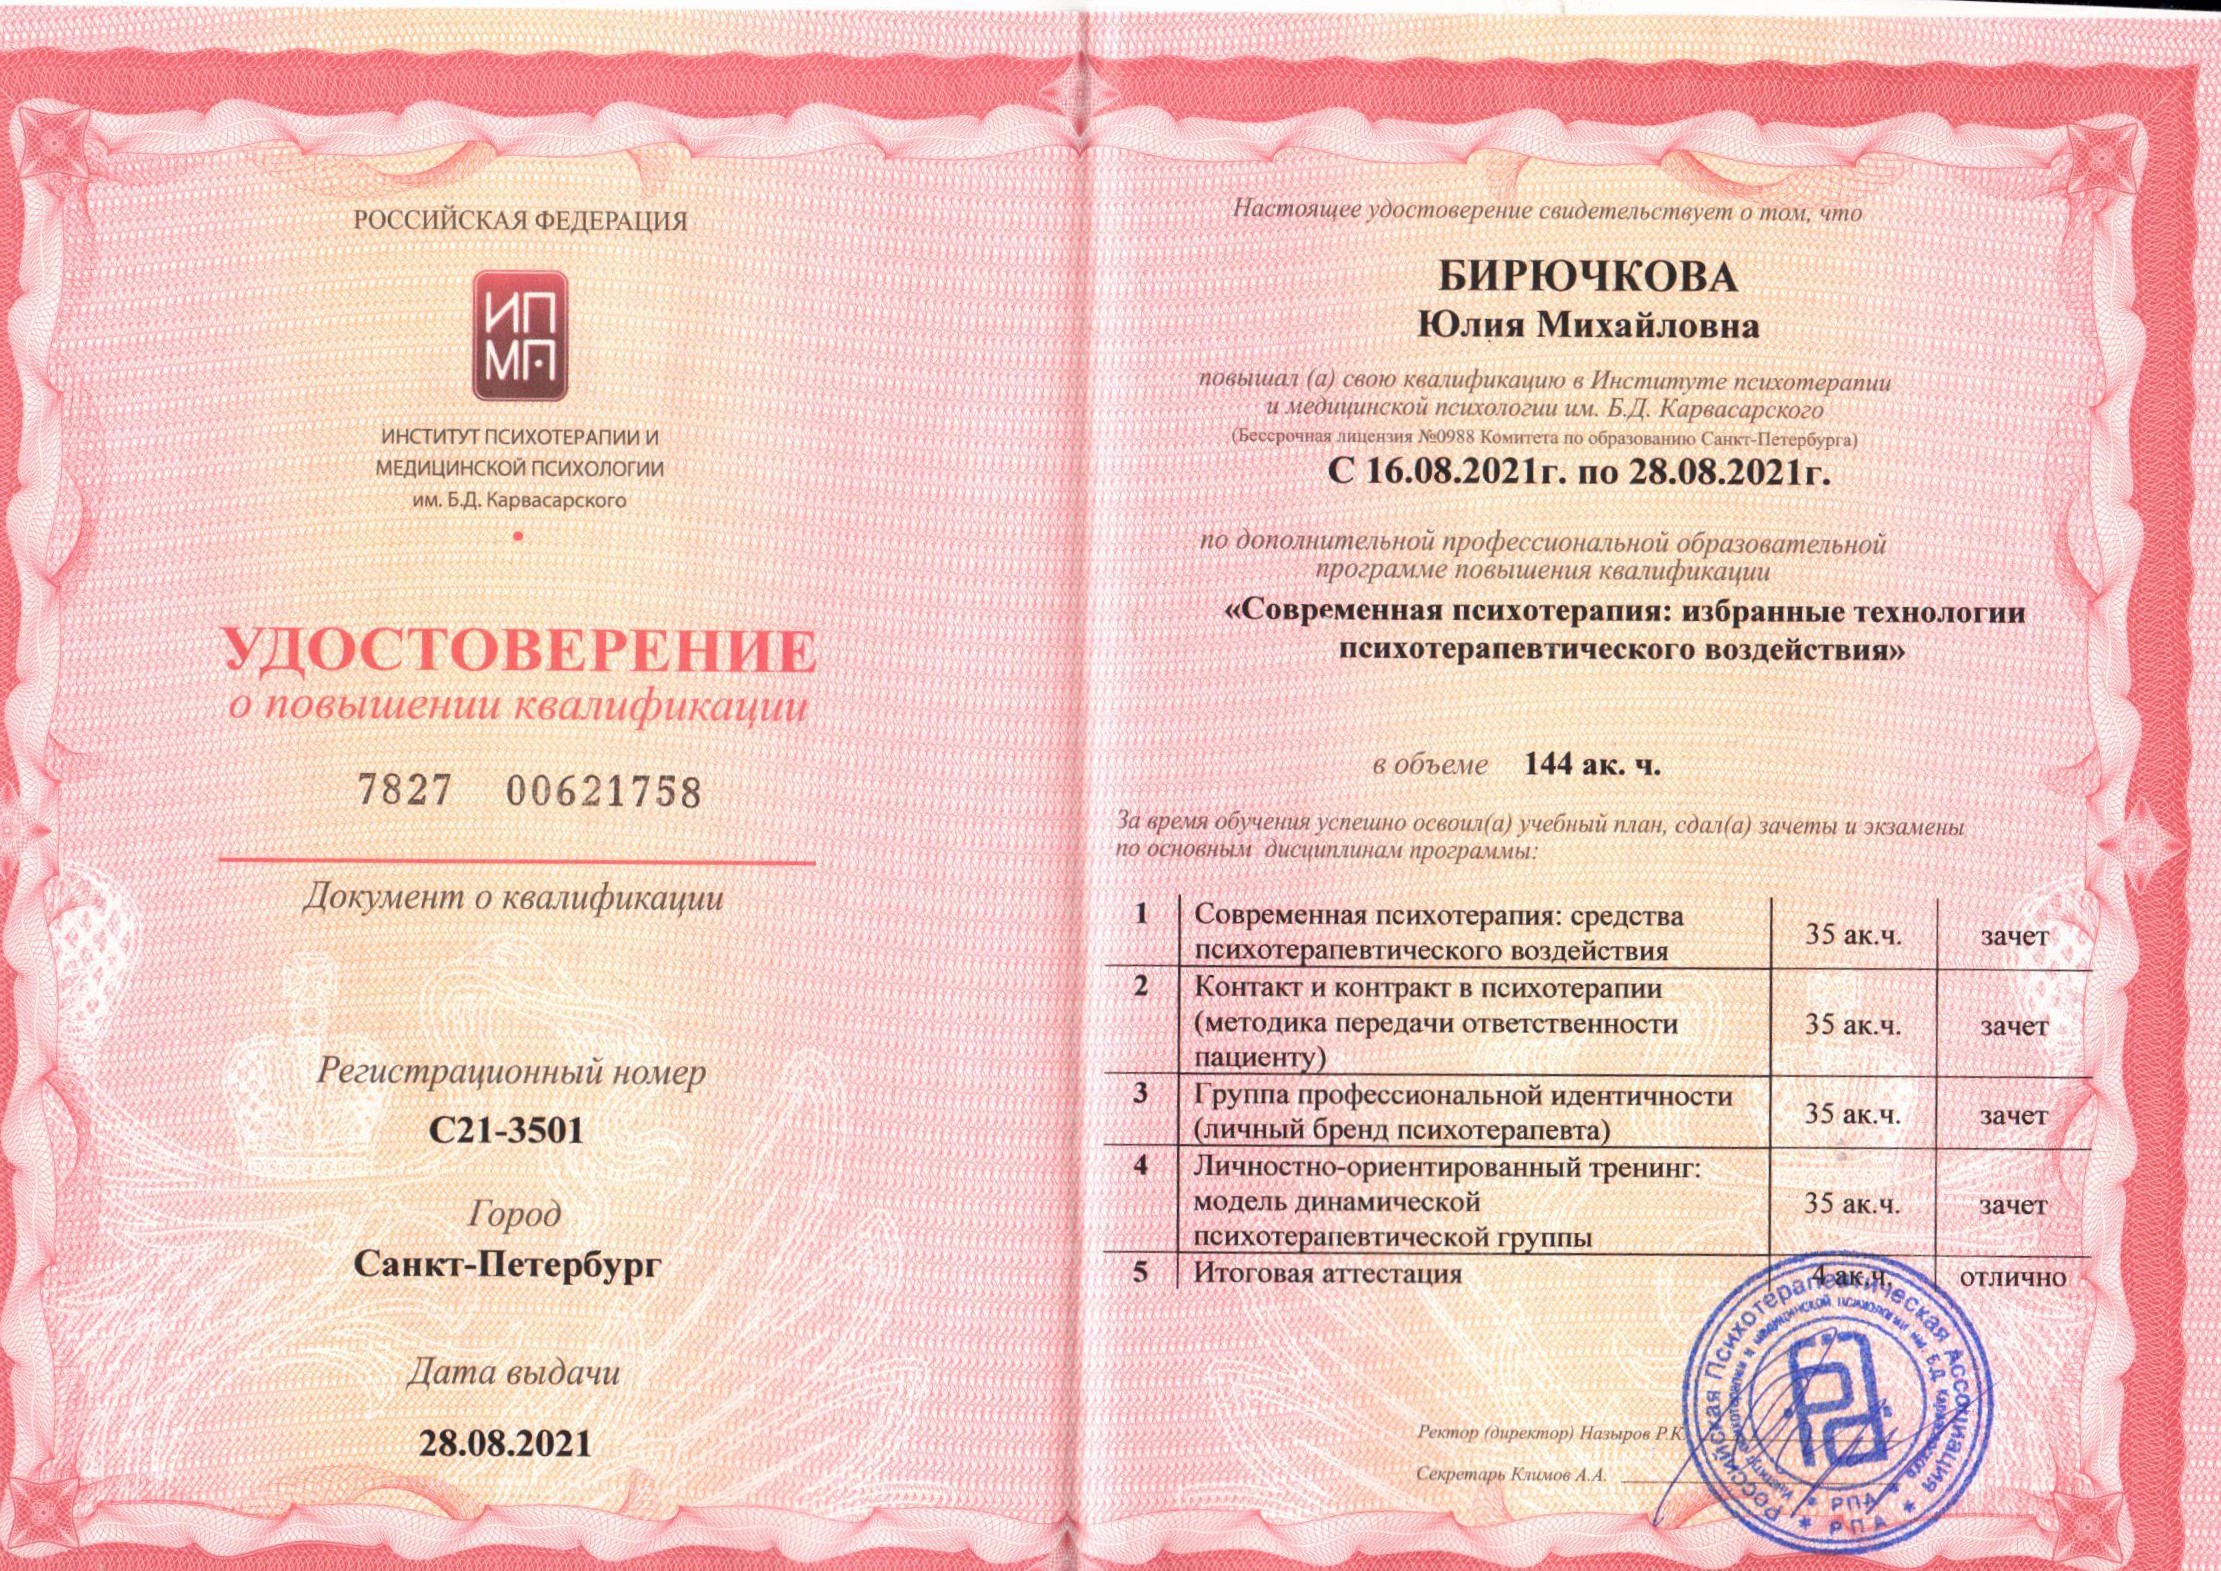 РОССИЙСКАЯ ФЕДЕРАЦИЯ
ИП
МП
ИНСТИТУТ ПСИХОТЕРАПИИ И
МЕДИЦИНСКОЙ ПСИХОЛОГИИ
им. Б.Д. Карвасарского
УДОСТОВЕРЕНИЕ
о повышении квалификации
7827 00621758
Документ о квалификации
Регистрационный номер
С21-3501
Город
Санкт-Петербург
Дата выдачи
28.08.2021
Настоящее удостоверение свидетельствует о том, что
БИРЮЧКОВА
Юлия Михайловна
повышал (а) свою квалификацию в Институте психотерапии
и медицинской психологии им. Б.Д. Карвасарского
(Бессрочная лицензия №0988 Комитета по образованию Санкт-Петербурга)
С 16.08.2021г. по 28.08.2021г.
по дополнительной профессиональной образовательной
программе повышения квалификации
«Современная психотерапия: избранные технологии
психотерапевтического воздействия»
в объеме 144 ак. ч.
За время обучения успешно освоил(а) учебный план, сдал(а) зачеты и экзамены
по основным дисциплинам программы:
1 Современная психотерапия: средства
психотерапевтического воздействия 35 ак.ч. зачет
2 Контакт и контракт в психотерапии
(методика передачи ответственности
пациенту) 35 ак.ч. зачет
3 Группа профессиональной идентичности
(личный бренд психотерапевта) 35 ак.ч. зачет
4 Личностно-ориентированный тренинг:
модель динамической
психотерапевтической группы 35 ак.ч. зачет
5 Итоговая аттестация 4 ак.ч. отлично
Ректор (директор) Назыров Р.К.
Секретарь Климов А.А.
Российская Психотерапевтическая Ассоциация
* РПА *
медицинской психологии им. Б.Д. Карвасарского
* РПА *